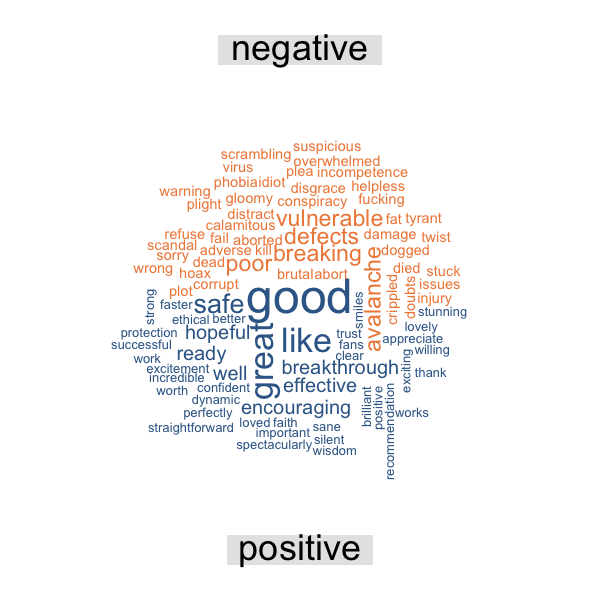 negative
suspicious
scrambling
overwhelmed
virus
plea incompetence
phobia idiot
disgrace helpless
warning
gloomy conspiracy fucking
plight
distract vulnerable fat tyrant
calamitous
refuse defects damage twist
scandal fail aborted
sorry adverse kill breaking dogged
wrong dead poor avalanche died stuck
hoax brutal abort
corrupt crippled doubts issues
plot injury
strong faster safe good smiles stunning
ethical better
protection hopeful great like trust lovely
successful fans appreciate
work ready clear willing
excitement well breakthrough exciting thank
incredible
worth confident effective
dynamic brilliant positive recommendation
perfectly encouraging works
straightforward loved faith sane
important silent
spectacularly wisdom
positive